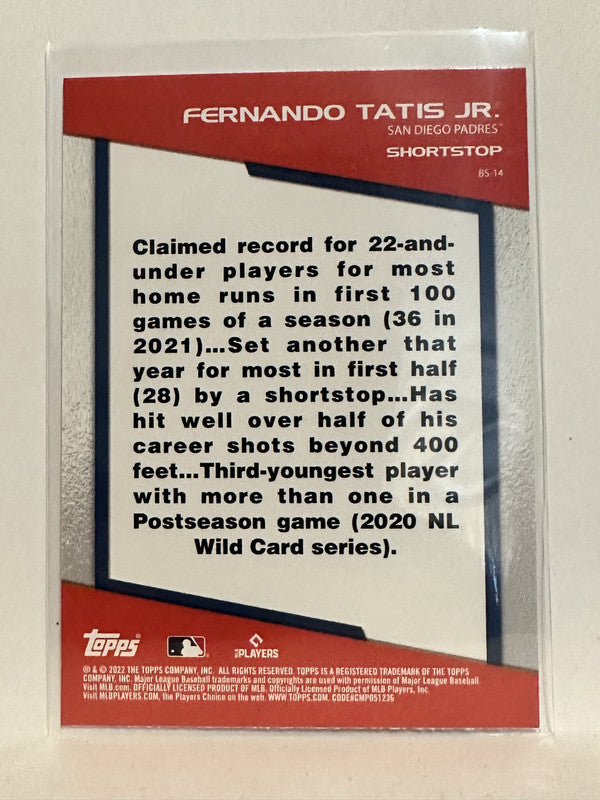 FERNANDO TATIS JR.
SAN DIEGO PADRES™
SHORTSTOP
BS-14
Claimed record for 22-and-
under players for most
home runs in first 100
games of a season (36 in
2021)...Set another that
year for most in first half
(28) by a shortstop...Has
hit well over half of his
career shots beyond 400
feet...Third-youngest player
with more than one in a
Postseason game (2020 NL
Wild Card series).
Topps®
PLAYERS
® & © 2022 THE TOPPS COMPANY, INC. ALL RIGHTS RESERVED. TOPPS IS A REGISTERED TRADEMARK OF THE TOPPS
COMPANY, INC. Major League Baseball trademarks and copyrights are used with permission of Major League Baseball.
Visit MLB.com. OFFICIALLY LICENSED PRODUCT OF MLB. Officially Licensed Product of MLB Players, Inc.
Visit MLBPLAYERS.COM, the Players Choice on the web. WWW.TOPPS.COM. CODE#CMP051236